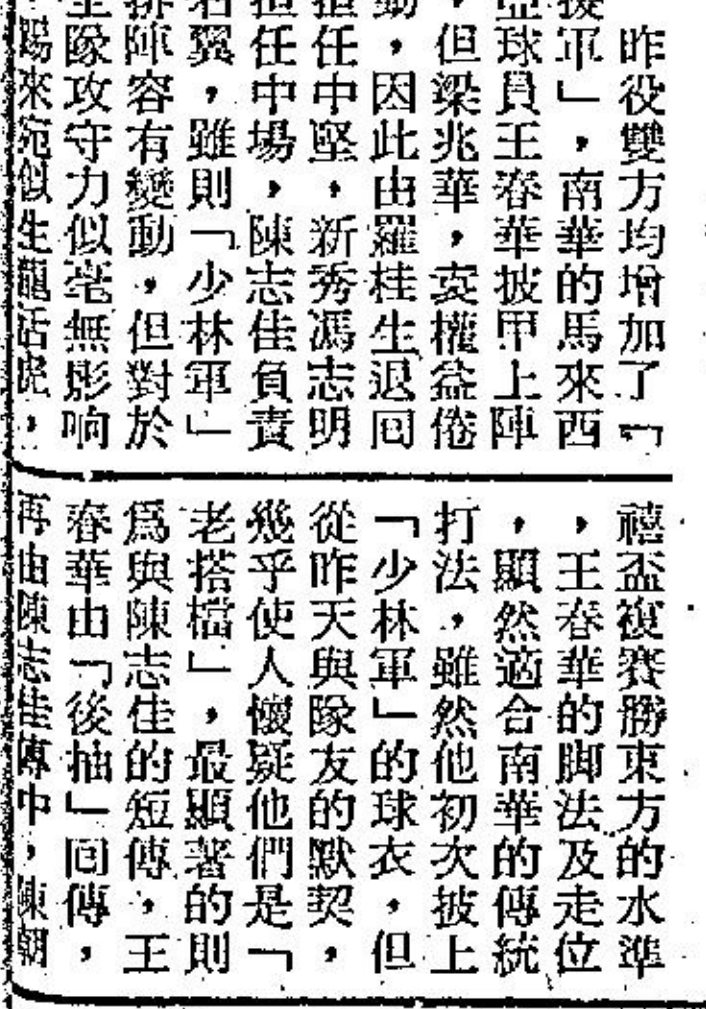 昨役雙方均增加了「
援軍」，南華的馬來西
亞球員王春華披甲上陣
，但梁兆華，權益倦
勤，因此由羅桂生退回
担任中堅，新秀馮志明
担任中場，陳志佳負責
右翼，雖則「少林軍」
排陣容有變動，但對於
全隊攻守力似毫無影响
踢來宛似生龍活虎，
禧盃複賽勝東方的水準
，王春華的脚法及走位
，顯然適合南華的傳統
打法，雖然他初次披上
「少林軍」的球衣，但
從昨天與隊友的默契，
幾乎使人懷疑他們是「
老搭檔」，最顯著的則
爲與陳志佳的短傳，王
春華由「後抽」回傳，
再由陳志佳傳中，陳朝